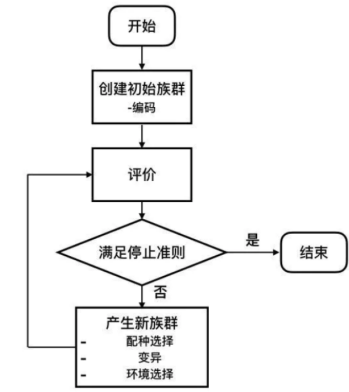 开始
创建初始族群
-编码
评价
满足停止准则
是
结束
否
产生新族群
- 配种选择
- 变异
- 环境选择